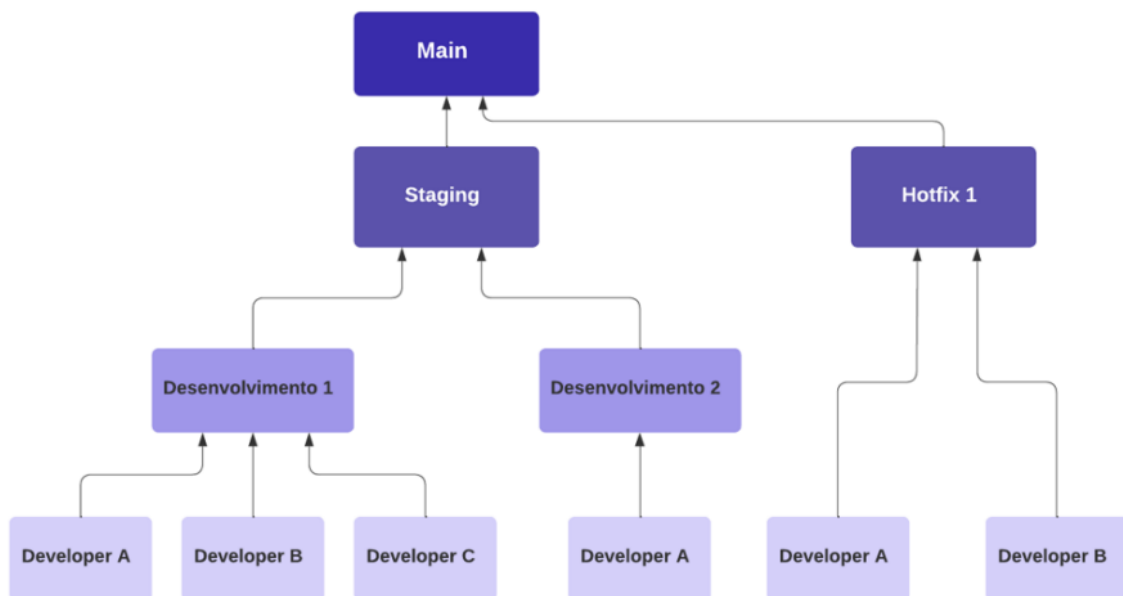 Main
Staging
Hotfix 1
Desenvolvimento 1
Desenvolvimento 2
Developer A
Developer B
Developer C
Developer A
Developer A
Developer B